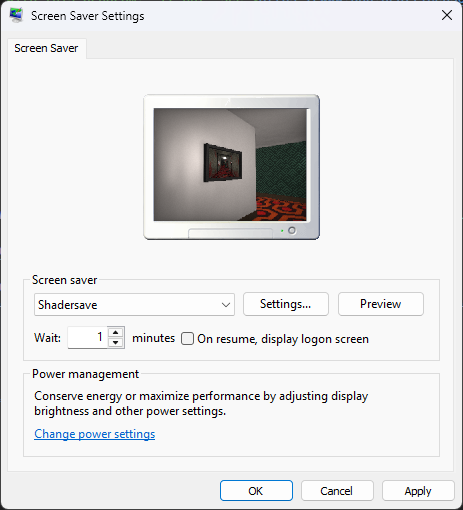 Screen Saver Settings
Screen Saver
Screen saver
Shadersave
Settings...
Preview
Wait: 1 minutes
On resume, display logon screen
Power management
Conserve energy or maximize performance by adjusting display
brightness and other power settings.
Change power settings
OK
Cancel
Apply